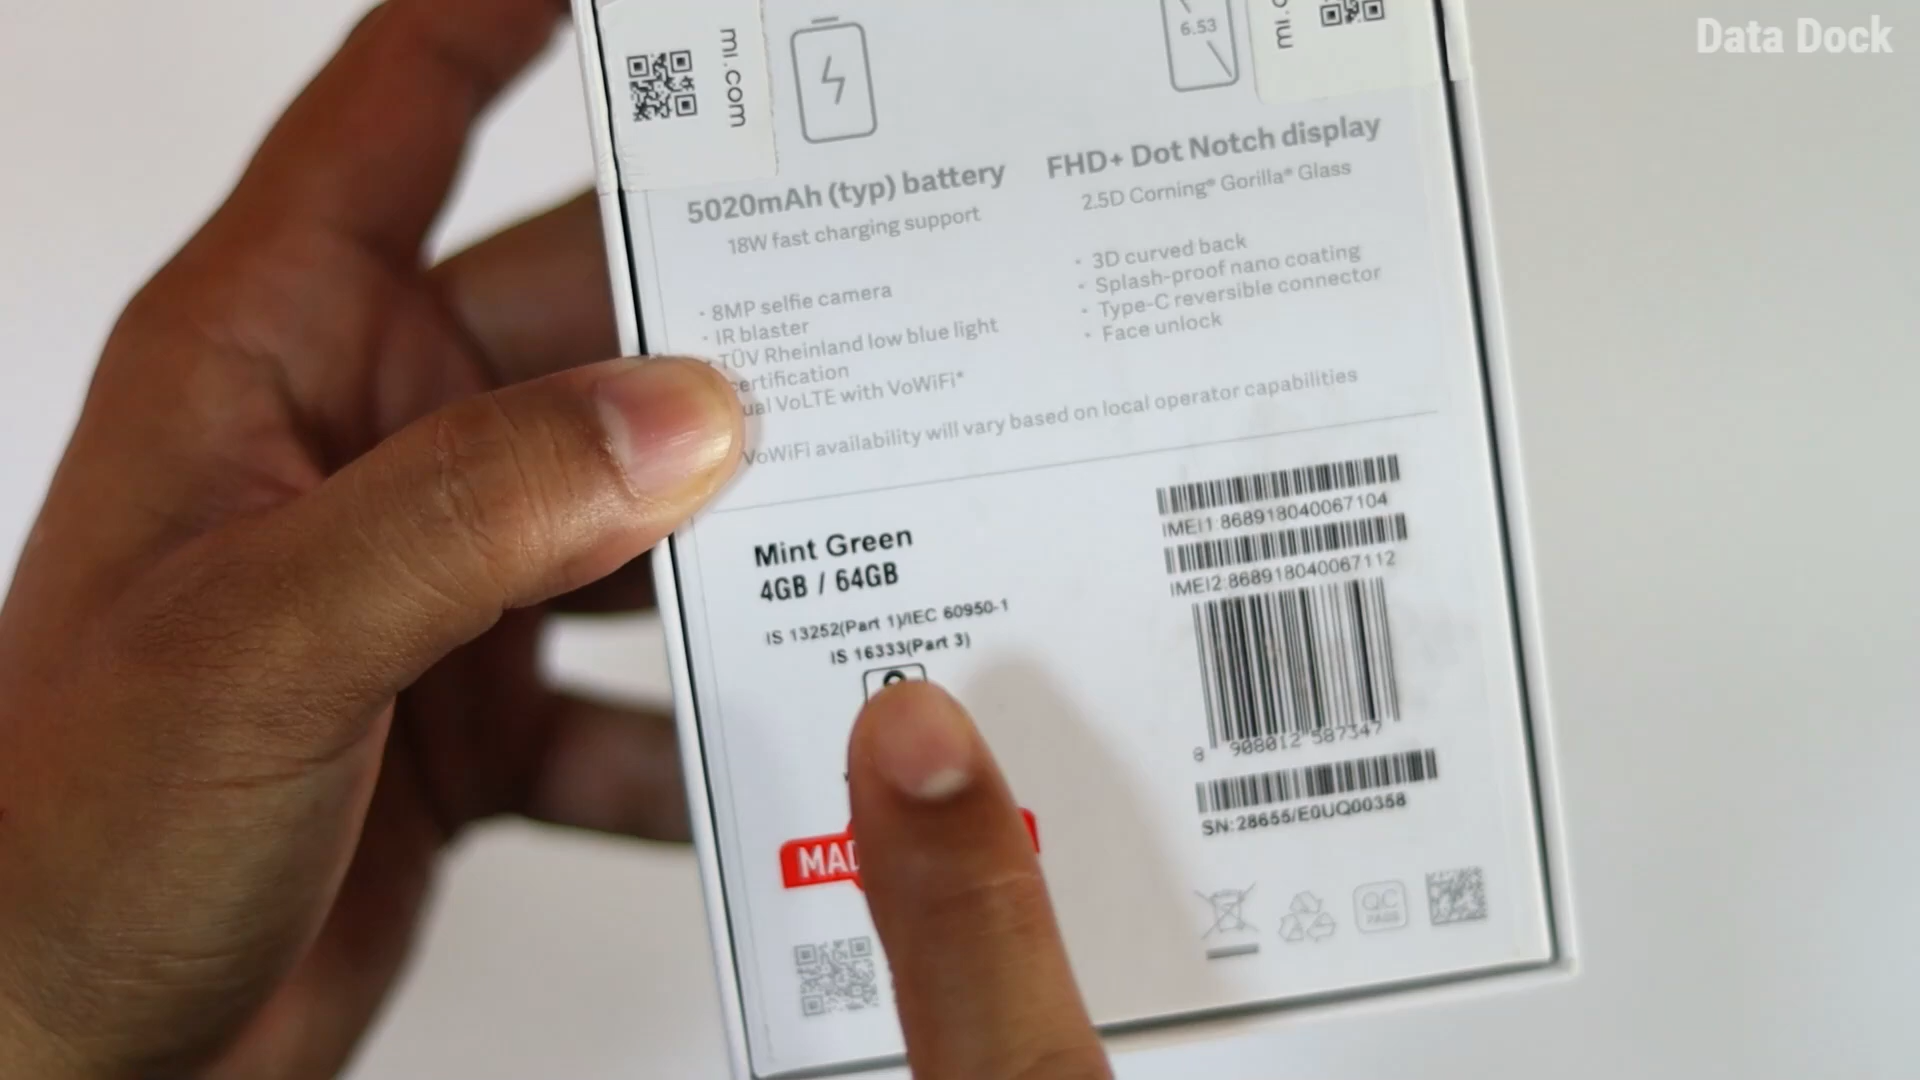 Data Dock
mi.com
6.53
5020mAh (typ) battery
18W fast charging support
• 8MP selfie camera
• IR blaster
• TÜV Rheinland low blue light
certification
VoLTE with VoWiFi*
FHD+ Dot Notch display
2.5D Corning® Gorilla® Glass
• 3D curved back
• Splash-proof nano coating
• Type-C reversible connector
• Face unlock
VoWiFi availability will vary based on local operator capabilities
Mint Green
4GB / 64GB
IS 13252(Part 1)/IEC 60950-1
IS 16333(Part 3)
IMEI1:868918040067104
IMEI2:868918040067112
8 908012 587347
SN:28655/E0UQ00358
QC
PASS